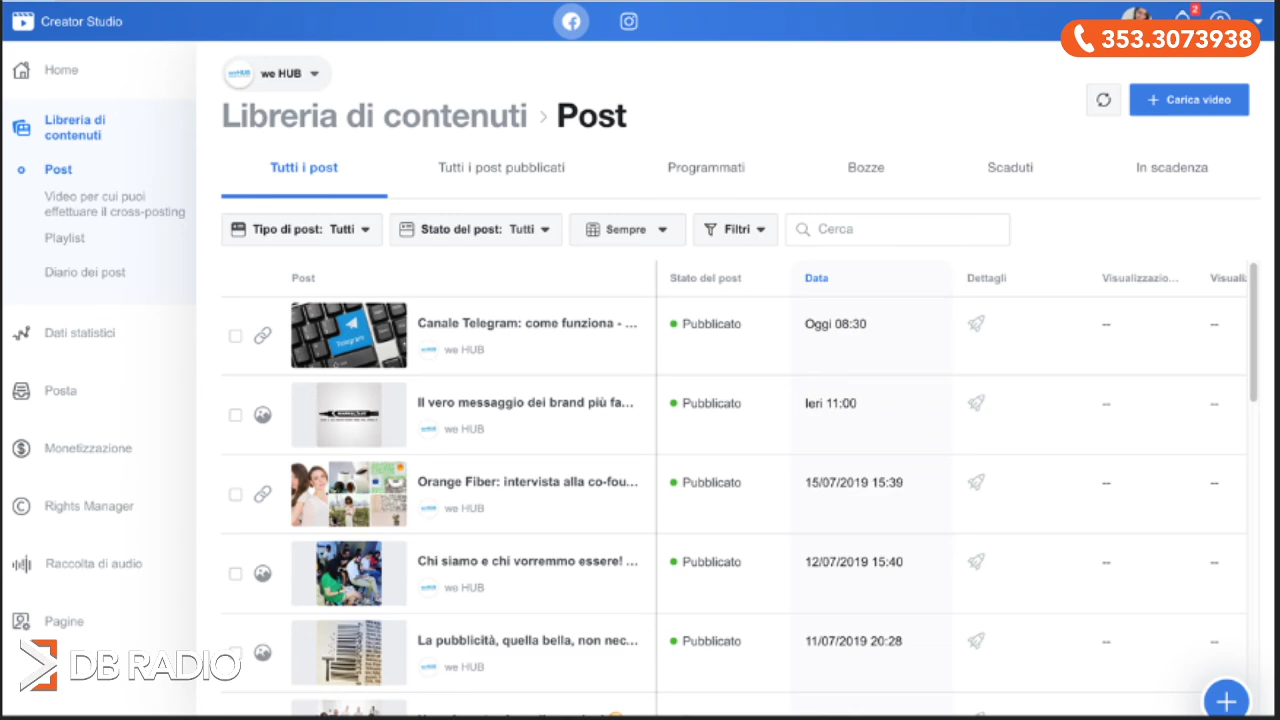 Creator Studio
2
353.3073938
Home
Libreria di
contenuti
Post
Video per cui puoi
effettuare il cross-posting
Playlist
Diario dei post
Dati statistici
Posta
Monetizzazione
Rights Manager
Raccolta di audio
Pagine
DB RADIO
we HUB
Libreria di contenuti › Post
+ Carica video
Tutti i post
Tutti i post pubblicati
Programmati
Bozze
Scaduti
In scadenza
Tipo di post: Tutti
Stato del post: Tutti
Sempre
Filtri
Cerca
Post
Stato del post
Data
Dettagli
Visualizzazio...
Visuali
Telegram
Canale Telegram: come funziona - ...
we HUB
Pubblicato
Oggi 08:30
--
--
Il vero messaggio dei brand più fa...
we HUB
Pubblicato
Ieri 11:00
--
--
Orange Fiber: intervista alla co-fou...
we HUB
Pubblicato
15/07/2019 15:39
--
--
Chi siamo e chi vorremmo essere! ...
we HUB
Pubblicato
12/07/2019 15:40
--
--
La pubblicità, quella bella, non nec...
we HUB
Pubblicato
11/07/2019 20:28
--
--